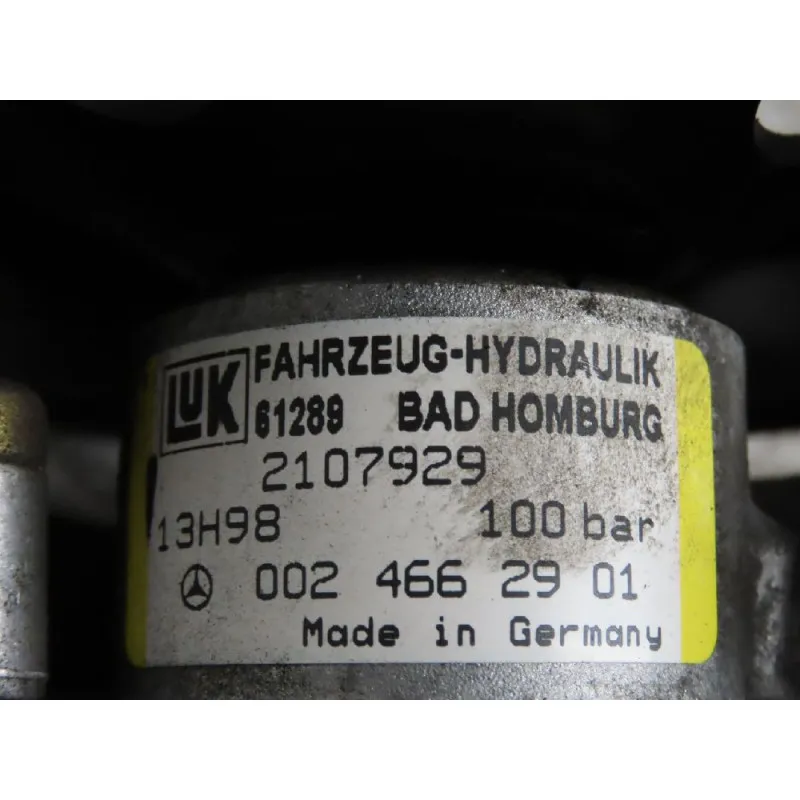 LUK FAHRZEUG-HYDRAULIK
61289 BAD HOMBURG
2107929
13H98 100 bar
002 466 29 01
Made in Germany